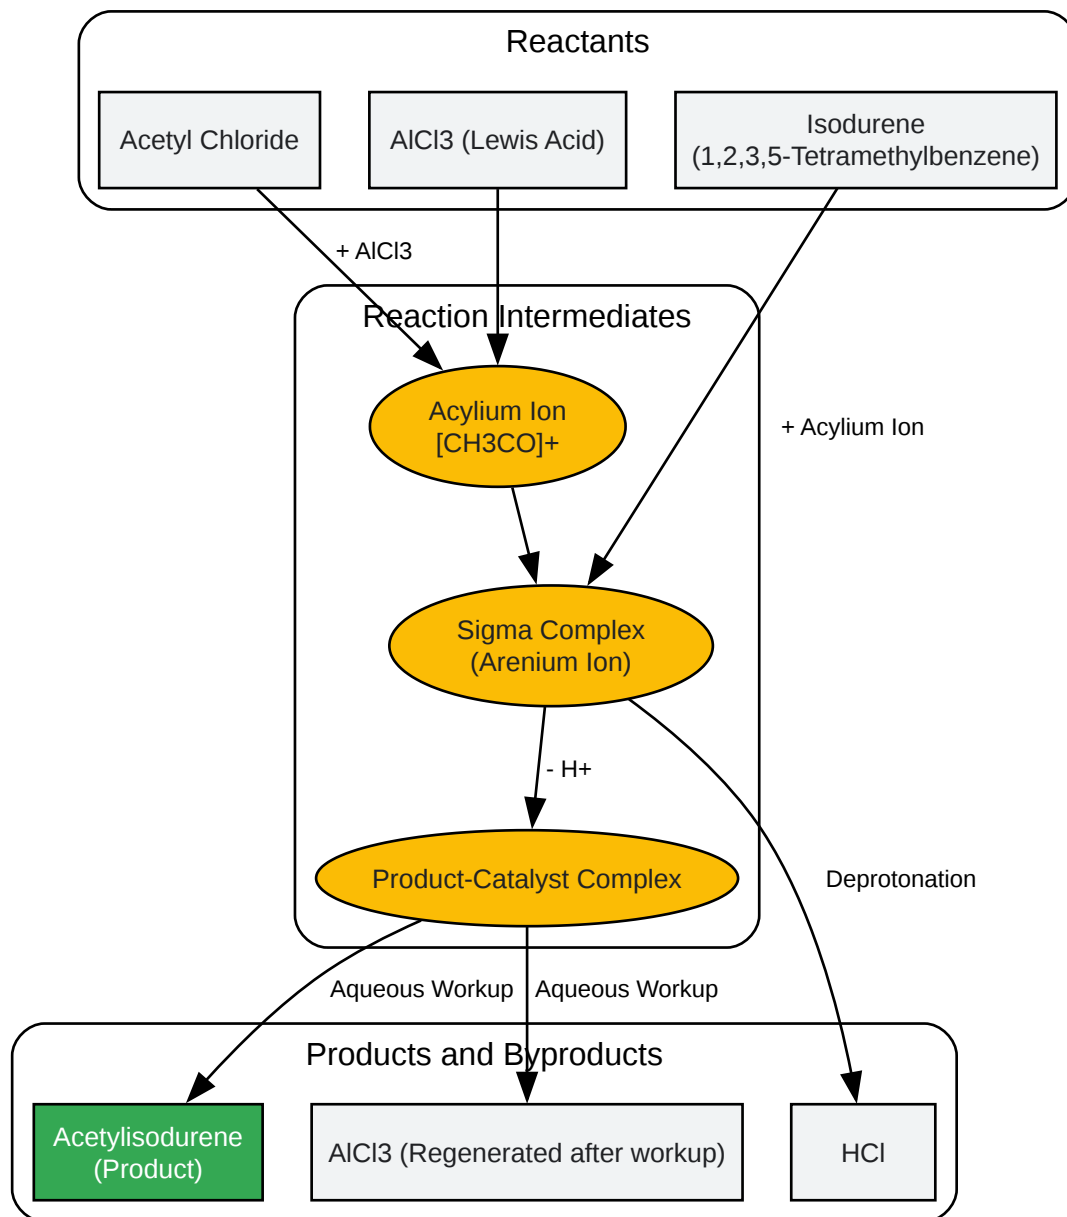 Reactants
Acetyl Chloride
AlCl3 (Lewis Acid)
Isodurene
(1,2,3,5-Tetramethylbenzene)
+ AlCl3
Reaction Intermediates
Acylium Ion
[CH3CO]+
+ Acylium Ion
Sigma Complex
(Arenium Ion)
- H+
Product-Catalyst Complex
Deprotonation
Aqueous Workup
Aqueous Workup
Products and Byproducts
Acetylisodurene
(Product)
AlCl3 (Regenerated after workup)
HCl